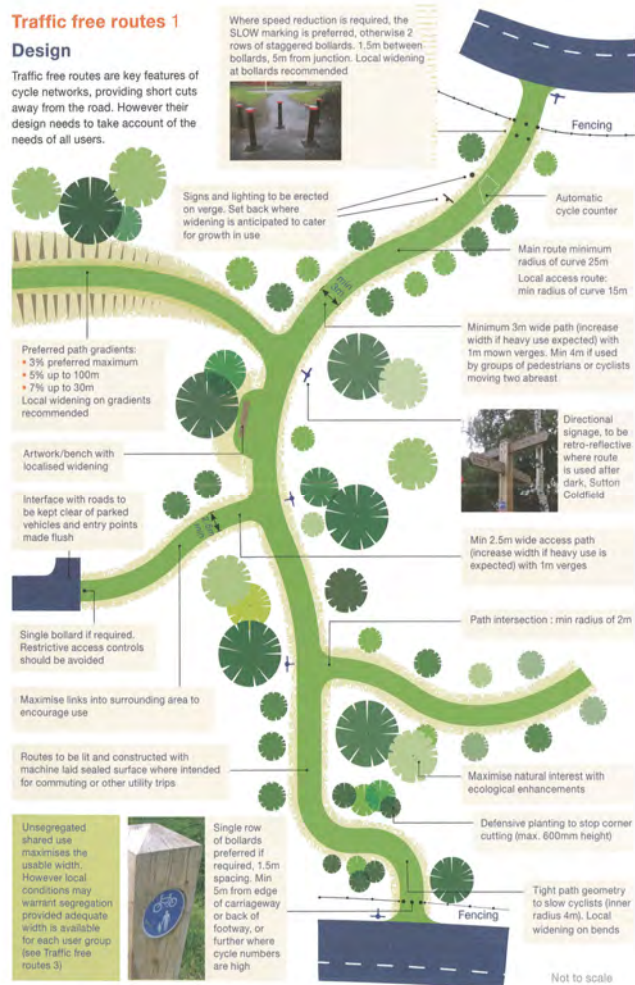 Traffic free routes 1
Design
Traffic free routes are key features of
cycle networks, providing short cuts
away from the road. However their
design needs to take account of the
needs of all users.
Where speed reduction is required, the
SLOW marking is preferred, otherwise 2
rows of staggered bollards. 1.5m between
bollards, 5m from junction. Local widening
at bollards recommended
Fencing
Signs and lighting to be erected
on verge. Set back where
widening is anticipated to cater
for growth in use
Automatic
cycle counter
Main route minimum
radius of curve 25m
Local access route:
min radius of curve 15m
min
3m
Minimum 3m wide path (increase
width if heavy use expected) with
1m mown verges. Min 4m if used
by groups of pedestrians or cyclists
moving two abreast
Preferred path gradients:
• 3% preferred maximum
• 5% up to 100m
• 7% up to 30m
Local widening on gradients
recommended
Directional
signage, to be
retro-reflective
where route
is used after
dark, Sutton
Coldfield
Artwork/bench with
localised widening
Interface with roads to
be kept clear of parked
vehicles and entry points
made flush
2.5m
min
Min 2.5m wide access path
(increase width if heavy use is
expected) with 1m verges
Single bollard if required.
Restrictive access controls
should be avoided
Path intersection : min radius of 2m
Maximise links into surrounding area to
encourage use
Routes to be lit and constructed with
machine laid sealed surface where intended
for commuting or other utility trips
Maximise natural interest with
ecological enhancements
Defensive planting to stop corner
cutting (max. 600mm height)
Unsegregated
shared use
maximises the
usable width.
However local
conditions may
warrant segregation
provided adequate
width is available
for each user group
(see Traffic free
routes 3)
Single row
of bollards
preferred if
required, 1.5m
spacing. Min
5m from edge
of carriageway
or back of
footway, or
further where
cycle numbers
are high
Tight path geometry
to slow cyclists (inner
radius 4m). Local
widening on bends
Fencing
Not to scale